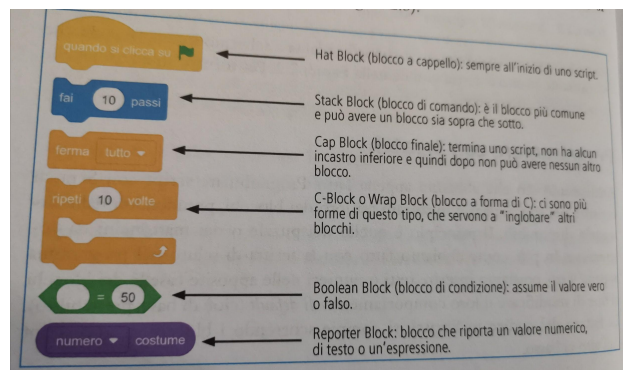 quando si clicca su
Hat Block (blocco a cappello): sempre all'inizio di uno script.
fai 10 passi
Stack Block (blocco di comando): è il blocco più comune
e può avere un blocco sia sopra che sotto.
ferma tutto
Cap Block (blocco finale): termina uno script, non ha alcun
incastro inferiore e quindi dopo non può avere nessun altro
blocco.
ripeti 10 volte
C-Block o Wrap Block (blocco a forma di C): ci sono più
forme di questo tipo, che servono a "inglobare" altri
blocchi.
= 50
Boolean Block (blocco di condizione): assume il valore vero
o falso.
numero costume
Reporter Block: blocco che riporta un valore numerico,
di testo o un'espressione.